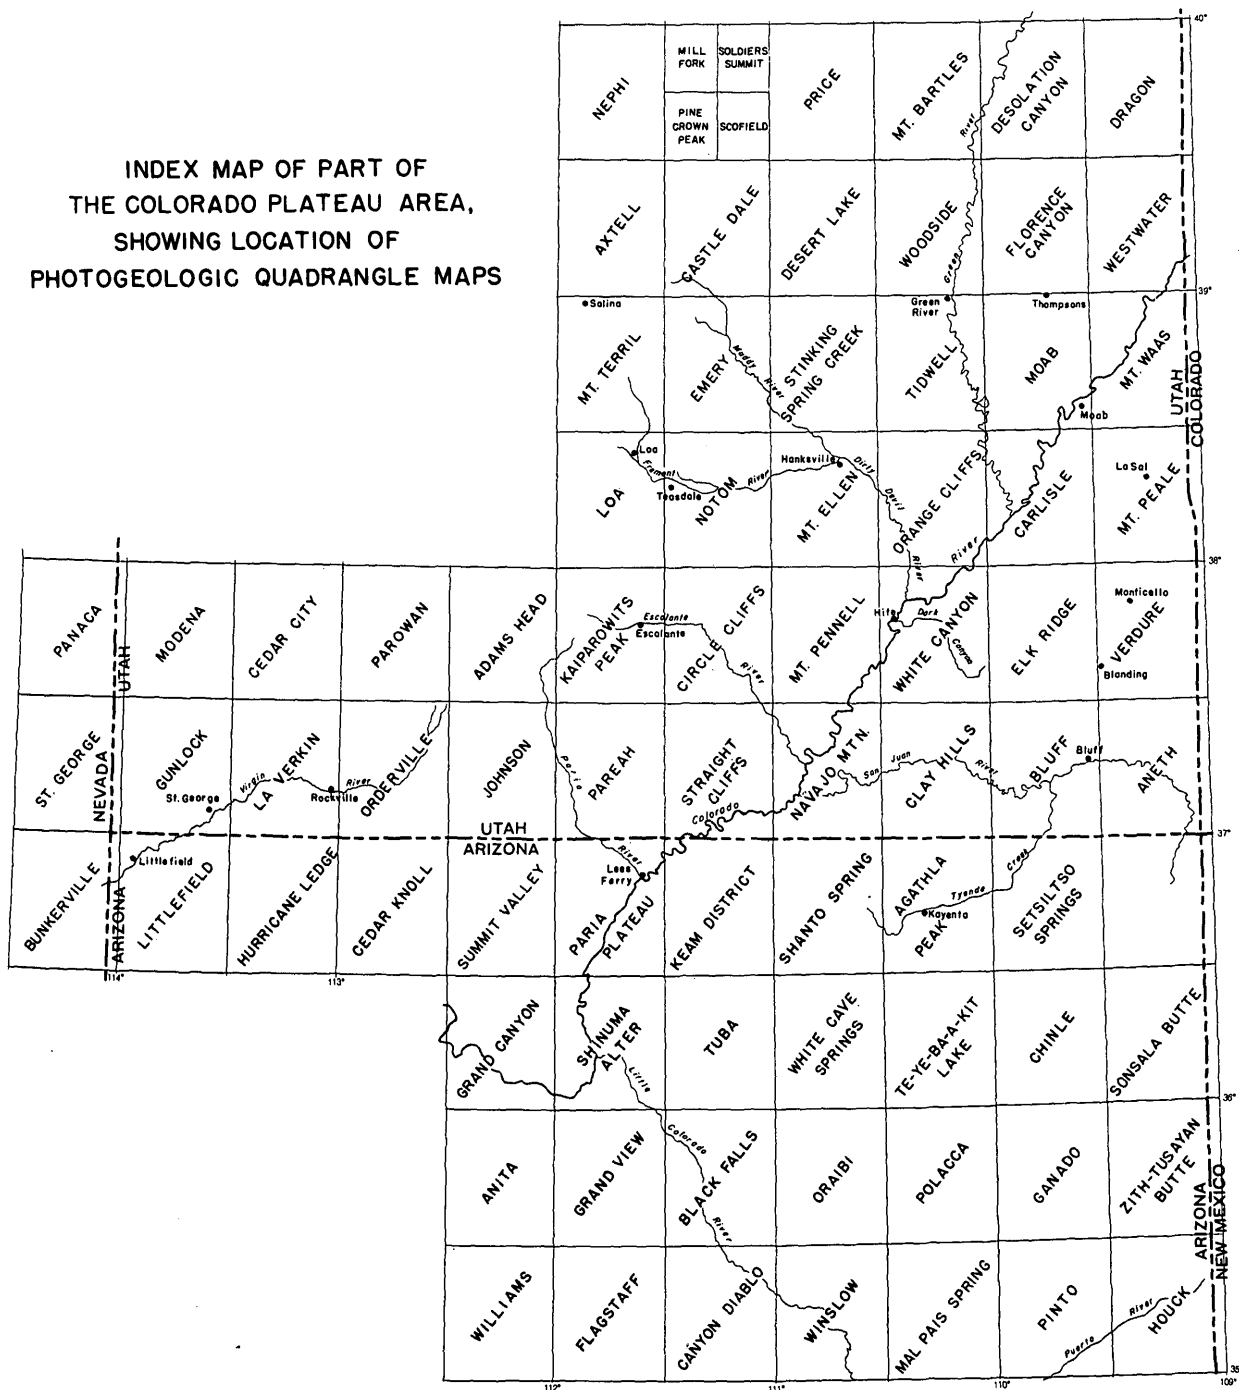 INDEX MAP OF PART OF
THE COLORADO PLATEAU AREA,
SHOWING LOCATION OF
PHOTOGEOLOGIC QUADRANGLE MAPS
40°
NEPHI
MILL
FORK
SOLDIERS
SUMMIT
PINE
CROWN
PEAK
SCOFIELD
PRICE
MT. BARTLES
River
DESOLATION
CANYON
DRAGON
AXTELL
CASTLE DALE
DESERT LAKE
WOODSIDE
Green
FLORENCE
CANYON
WESTWATER
39°
Salina
Green
River
Thompsons
MT. TERRIL
EMERY
Muddy
River
STINKING
SPRING CREEK
TIDWELL
MOAB
Moab
MT. WAAS
UTAH
COLORADO
Loa
LOA
Fremont
Teasdale
NOTOM
River
Hanksville
MT. ELLEN
Dirty
Devil
River
ORANGE CLIFFS
River
CARLISLE
La Sal
MT. PEALE
38°
PANACA
UTAH
MODENA
CEDAR CITY
PAROWAN
ADAMS HEAD
KAIPAROWITS
PEAK
Escalante
Escalante
CIRCLE CLIFFS
River
MT. PENNELL
Hite
Dark
Canyon
WHITE CANYON
ELK RIDGE
Monticello
VERDURE
Blanding
ST. GEORGE
NEVADA
GUNLOCK
St. George
Virgin
LA VERKIN
River
Rockville
ORDERVILLE
JOHNSON
Paria
PAREAH
STRAIGHT
CLIFFS
Colorado
NAVAJO MTN.
San
Juan
River
CLAY HILLS
BLUFF
Bluff
ANETH
37°
UTAH
ARIZONA
BUNKERVILLE
ARIZONA
Littlefield
LITTLEFIELD
HURRICANE LEDGE
CEDAR KNOLL
SUMMIT VALLEY
River
Lees
Ferry
PARIA
PLATEAU
KEAM DISTRICT
SHANTO SPRING
AGATHLA
PEAK
Kayenta
Tyende
Creek
SETSILTSO
SPRINGS
114°
113°
GRAND CANYON
SHINUMA
ALTER
Little
TUBA
WHITE CAVE
SPRINGS
TE-YE-BA-A-KIT
LAKE
CHINLE
SONSALA BUTTE
36°
ANITA
GRAND VIEW
Colorado
BLACK FALLS
River
ORAIBI
POLACCA
GANADO
ZITH-TUSAYAN
BUTTE
ARIZONA
NEW MEXICO
WILLIAMS
FLAGSTAFF
CANYON DIABLO
WINSLOW
MAL PAIS SPRING
PINTO
Puerto
River
HOUCK
35°
112°
111°
110°
109°